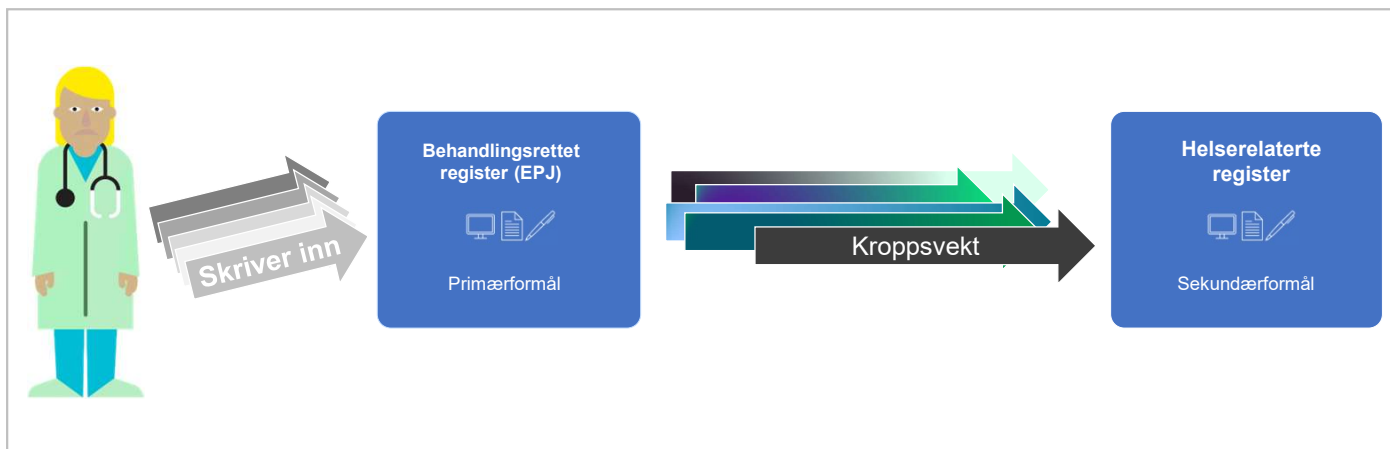 Skriver inn
Behandlingsrettet
register (EPJ)
Primærformål
Kroppsvekt
Helserelaterte
register
Sekundærformål